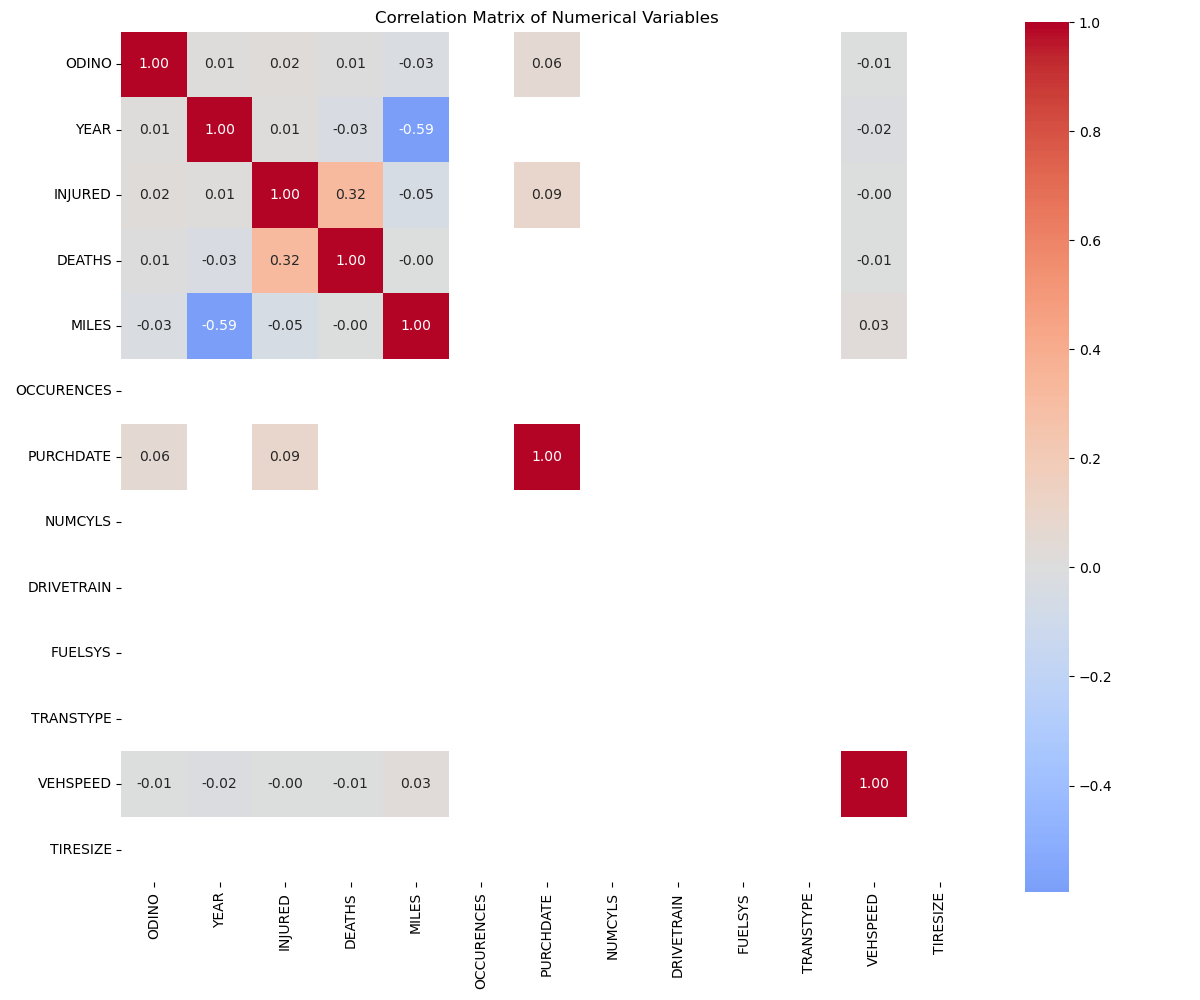 Correlation Matrix of Numerical Variables
ODINO 1.00 0.01 0.02 0.01 -0.03 0.06 -0.01
YEAR 0.01 1.00 0.01 -0.03 -0.59 -0.02
INJURED 0.02 0.01 1.00 0.32 -0.05 0.09 -0.00
DEATHS 0.01 -0.03 0.32 1.00 -0.00 -0.01
MILES -0.03 -0.59 -0.05 -0.00 1.00 0.03
OCCURENCES
PURCHDATE 0.06 0.09 1.00
NUMCYLS
DRIVETRAIN
FUELSYS
TRANSTYPE
VEHSPEED -0.01 -0.02 -0.00 -0.01 0.03 1.00
TIRESIZE
ODINO YEAR INJURED DEATHS MILES OCCURENCES PURCHDATE NUMCYLS DRIVETRAIN FUELSYS TRANSTYPE VEHSPEED TIRESIZE
1.0
0.8
0.6
0.4
0.2
0.0
−0.2
−0.4